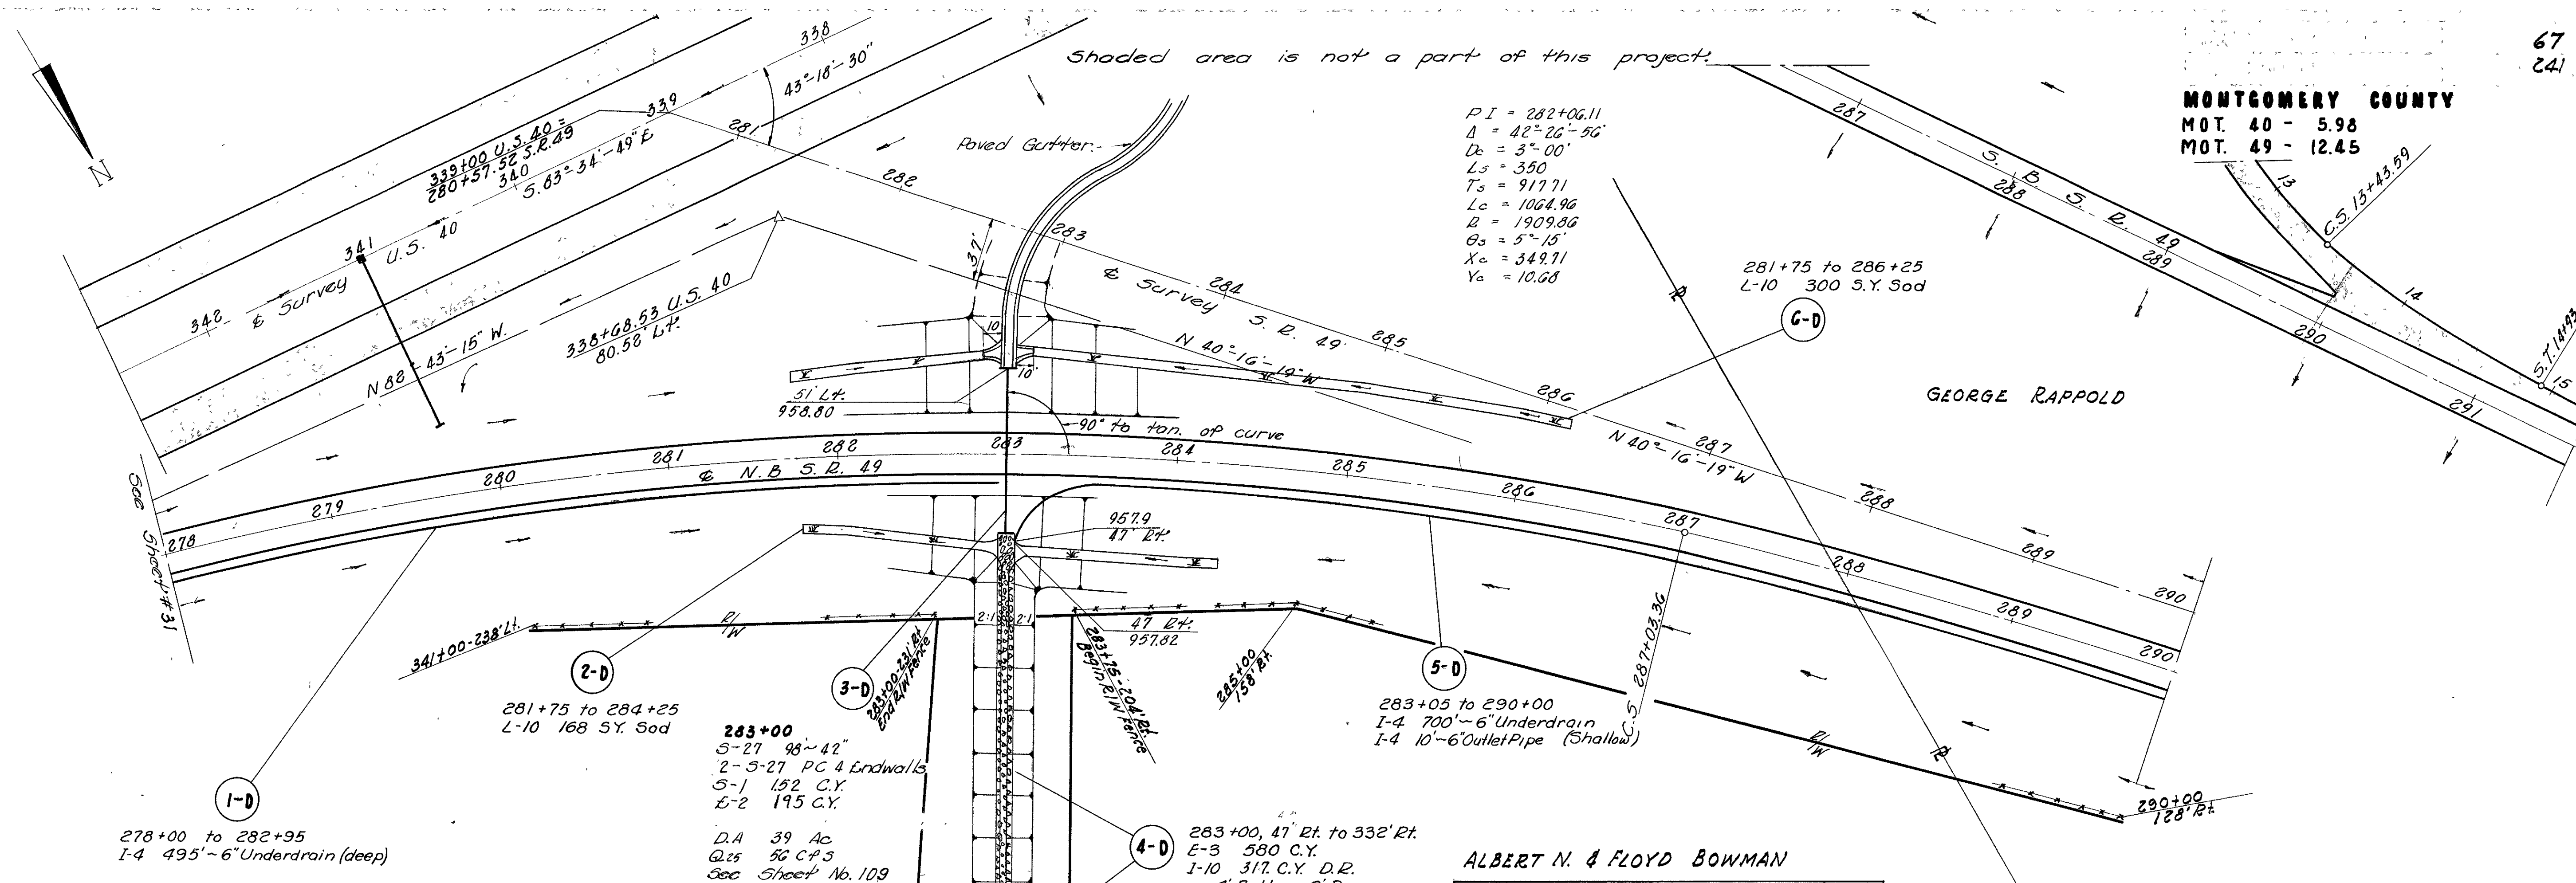 Shaded area is not a part of this project.
67
241
MONTGOMERY COUNTY
MOT. 40 - 5.98
MOT. 49 - 12.45
N
338
339
340
341
342
43°-18'-30"
339+00 U.S. 40 =
280+57.52 S.R. 49
S. 83°-34'-49" E
U.S. 40
℄ Survey
N 82°-43'-15" W.
338+68.53 U.S. 40
80.52' Lt.
Paved Gutter
281
282
283
284
285
286
287
288
289
290
37'
℄ Survey S. R. 49
N 40°-16'-19" W
N 40°-16'-19" W
P I = 282+06.11
Δ = 42°-26'-56"
Dc = 3°-00'
Ls = 350
Ts = 917.71
Lc = 1064.96
R = 1909.86
θs = 5°-15'
Xc = 349.71
Yc = 10.68
281+75 to 286+25
L-10 300 S.Y. Sod
6-D
287
S. B. S. R. 49
288
289
290
291
13
C.S. 13+43.59
14
S.T. 14+93
15
GEORGE RAPPOLD
10'
10'
51' Lt.
958.80
90° to tan. of curve
See Sheet #31
278
279
280
281
282
283
284
285
286
287
288
289
290
℄ N.B S.R. 49
957.9
47' Rt.
2:1
2:1
47' Rt.
957.82
R/W
341+00-238' Lt.
2-D
281+75 to 284+25
L-10 168 S.Y. Sod
3-D
283+00-231' Rt
End R/W Fence
283+75-204' Rt.
Begin R/W Fence
285+00
158' Rt.
5-D
283+05 to 290+00
I-4 700'~6" Underdrain
I-4 10'~6" Outlet Pipe (Shallow)
C.S 287+03.36
R/W
290+00
128' Rt.
1-D
278+00 to 282+95
I-4 495'~6" Underdrain (deep)
283+00
S-27 98'~42"
2-S-27 PC 4 Endwalls
S-1 1.52 C.Y.
E-2 195 C.Y.
D.A 39 Ac
Q25 56 CFS
See Sheet No. 109
4-D
283+00, 47' Rt. to 332' Rt.
E-3 580 C.Y.
I-10 317. C.Y. D.R.
ALBERT N. & FLOYD BOWMAN